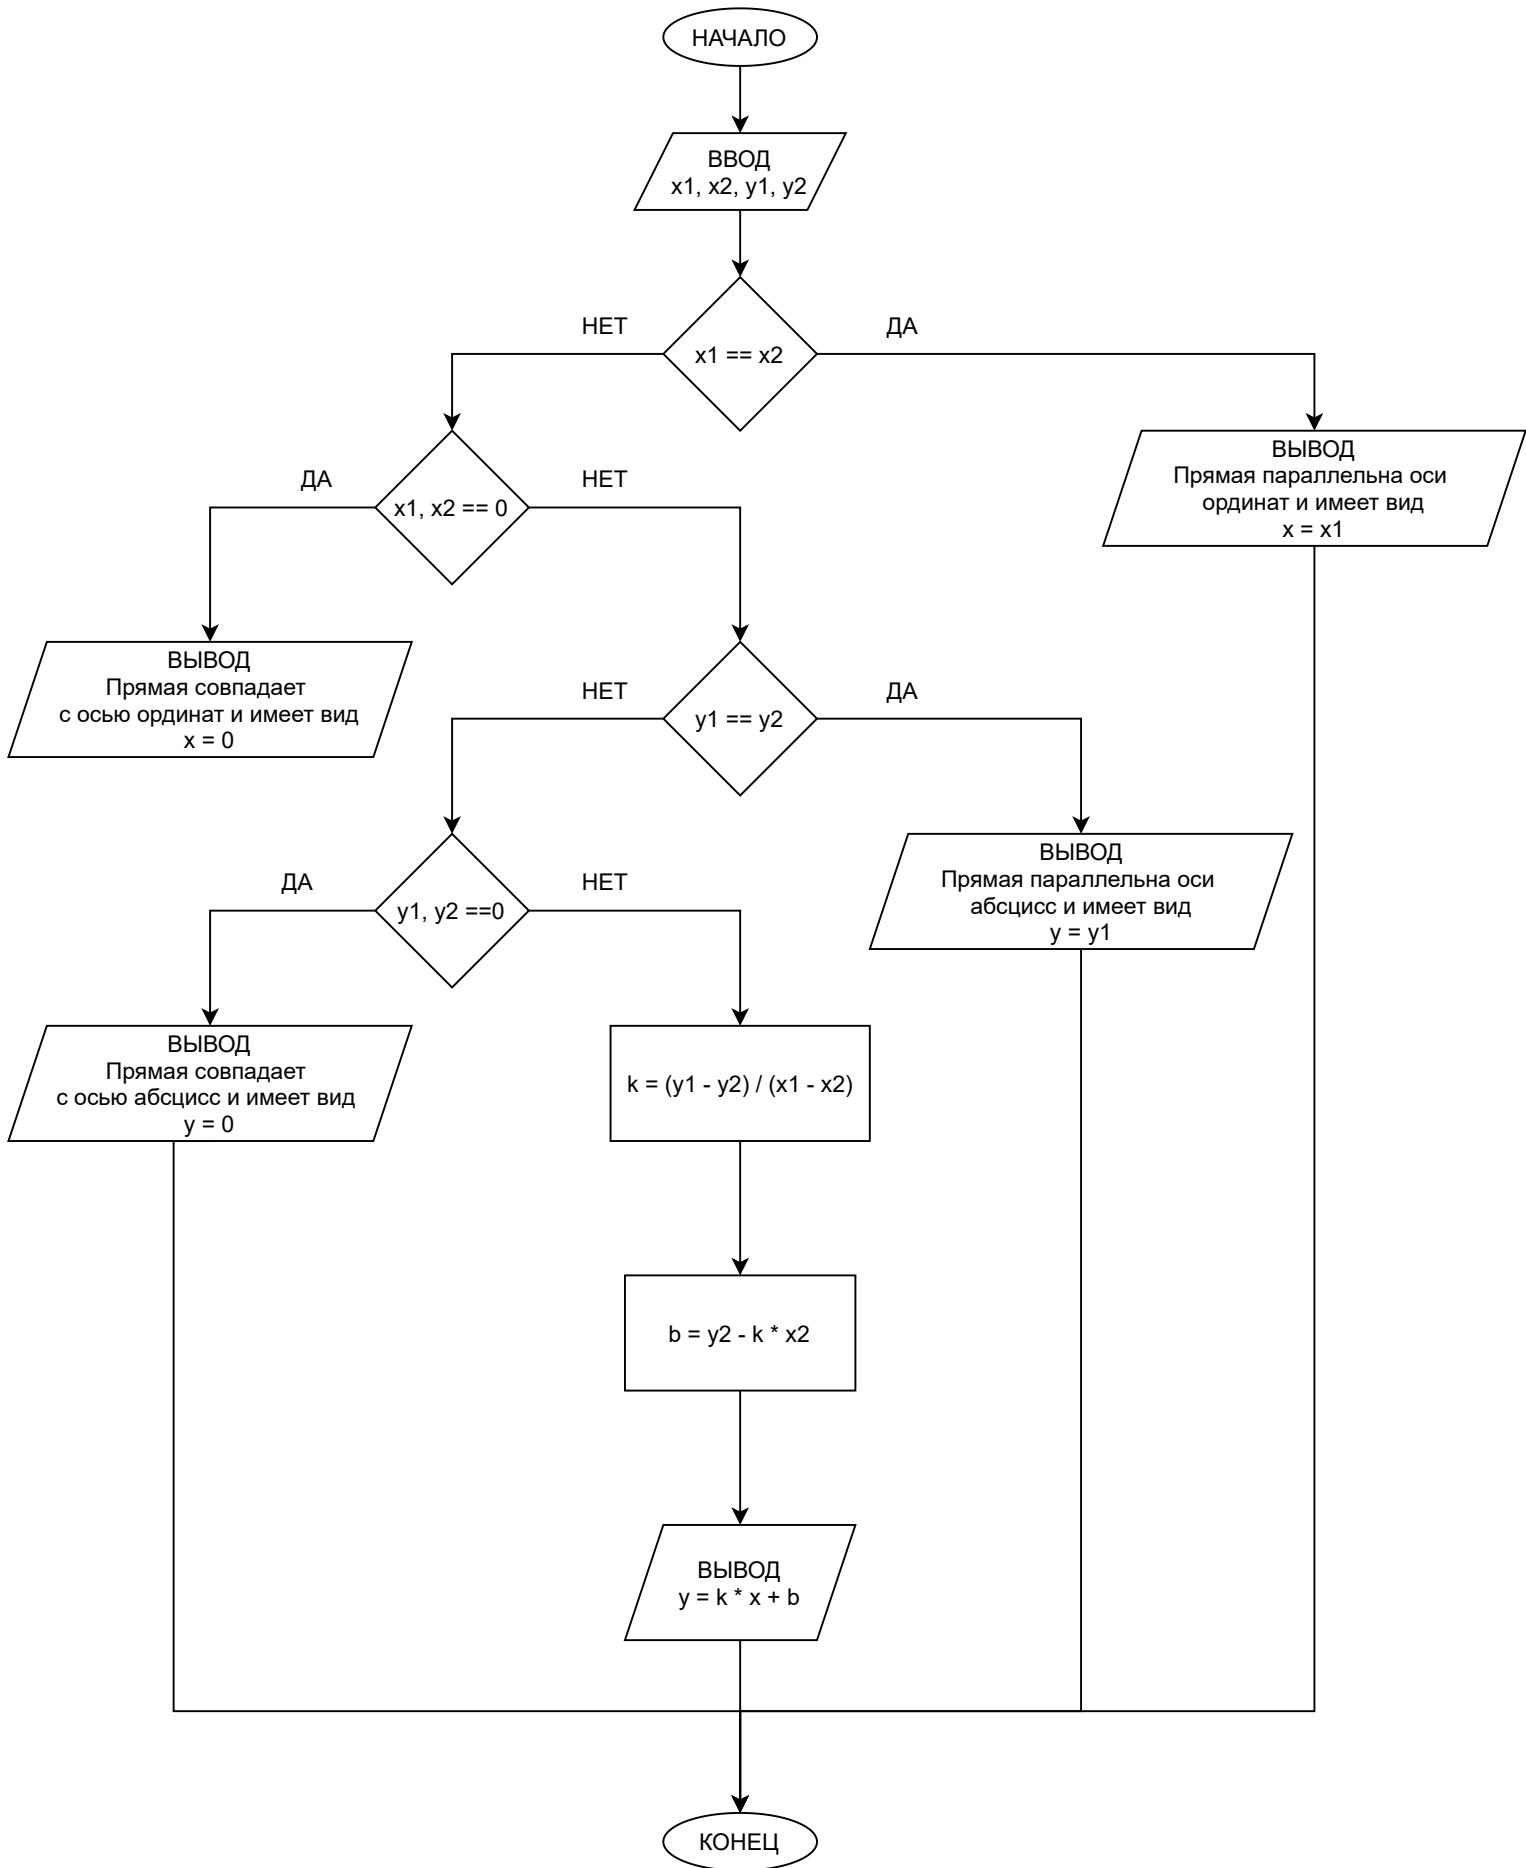 НАЧАЛО
ВВОД
x1, x2, y1, y2
НЕТ
ДА
x1 == x2
ДА
НЕТ
x1, x2 == 0
ВЫВОД
Прямая параллельна оси
ординат и имеет вид
x = x1
ВЫВОД
Прямая совпадает
с осью ординат и имеет вид
x = 0
НЕТ
ДА
y1 == y2
ДА
НЕТ
y1, y2 ==0
ВЫВОД
Прямая параллельна оси
абсцисс и имеет вид
y = y1
ВЫВОД
Прямая совпадает
с осью абсцисс и имеет вид
y = 0
k = (y1 - y2) / (x1 - x2)
b = y2 - k * x2
ВЫВОД
y = k * x + b
КОНЕЦ